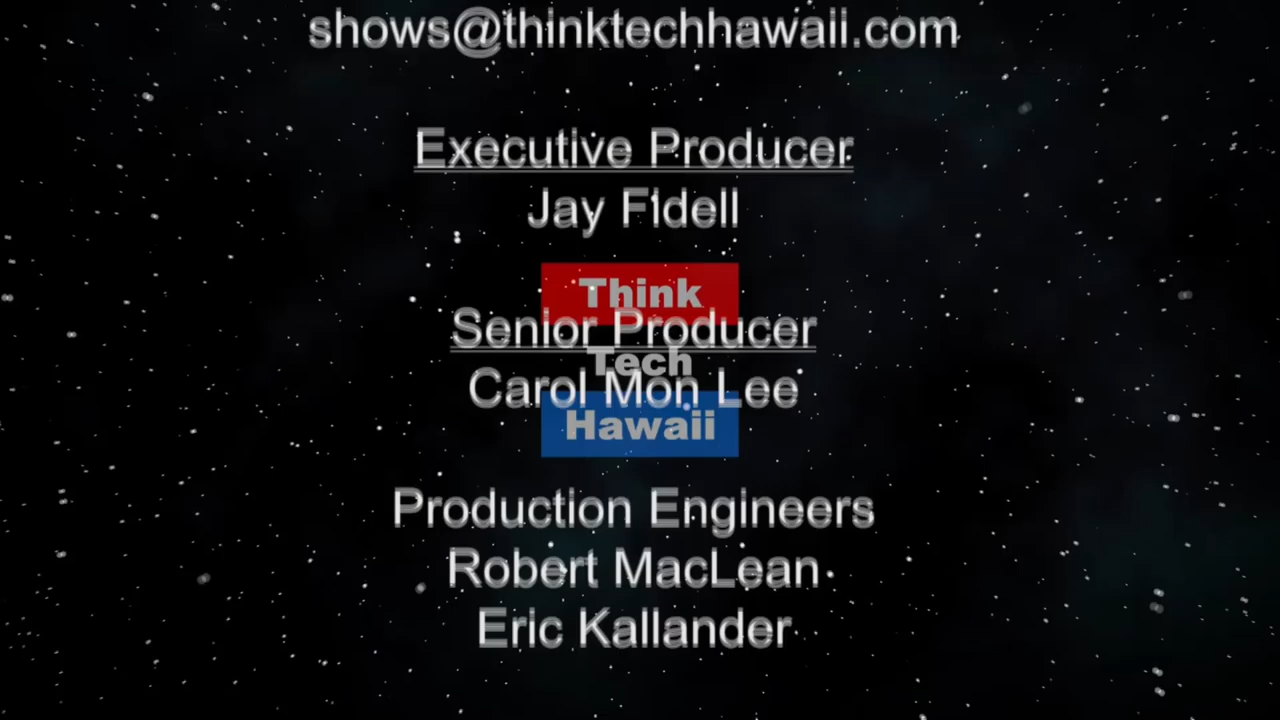 shows@thinktechhawaii.com
Executive Producer
Jay Fidell
Think
Senior Producer
Tech
Carol Mon Lee
Hawaii
Production Engineers
Robert MacLean
Eric Kallander